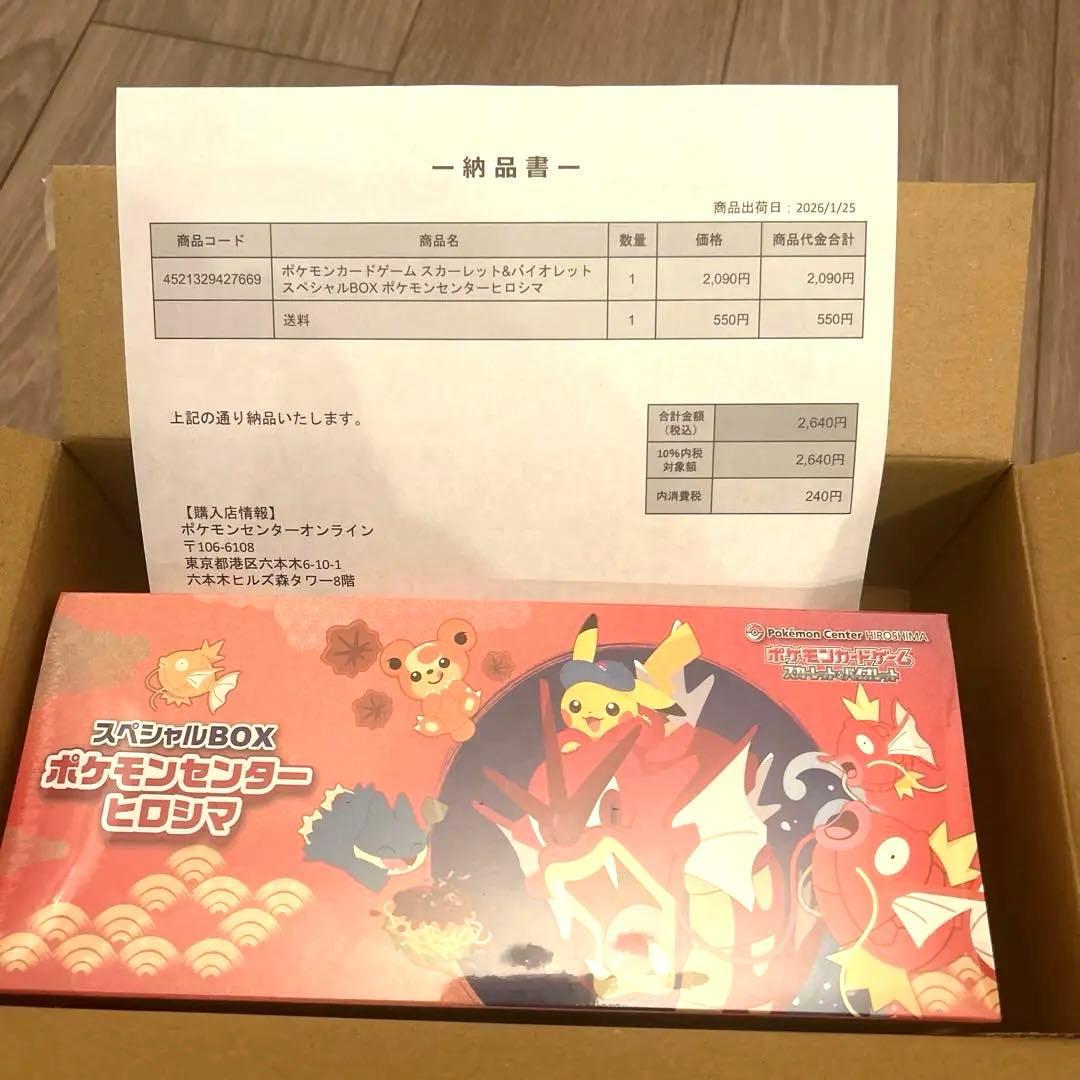 ー納品書ー
商品出荷日：2026/1/25
商品コード 商品名 数量 価格 商品代金合計
4521329427669 ポケモンカードゲーム スカーレット&バイオレット 1 2,090円 2,090円
スペシャルBOX ポケモンセンターヒロシマ
送料 1 550円 550円
上記の通り納品いたします。
合計金額
（税込） 2,640円
10%内税
対象額 2,640円
内消費税 240円
【購入店情報】
ポケモンセンターオンライン
〒106-6108
東京都港区六本木6-10-1
六本木ヒルズ森タワー8階
Pokémon Center HIROSHIMA
ポケモンカードゲーム
スカーレット&バイオレット
スペシャルBOX
ポケモンセンター
ヒロシマ